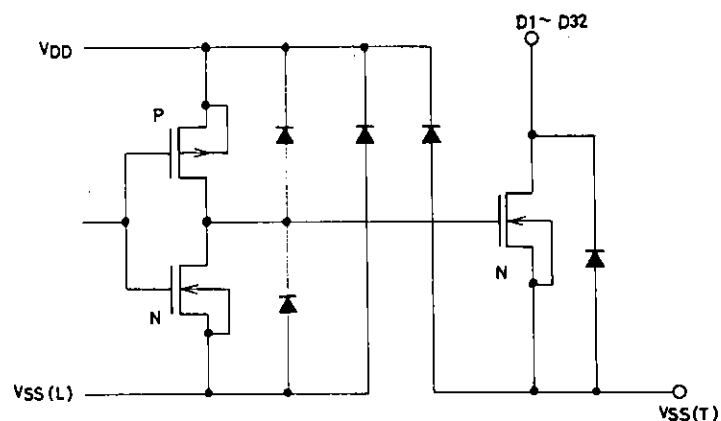 D1~ D32
VDD
P
N
N
VSS(L)
VSS(T)